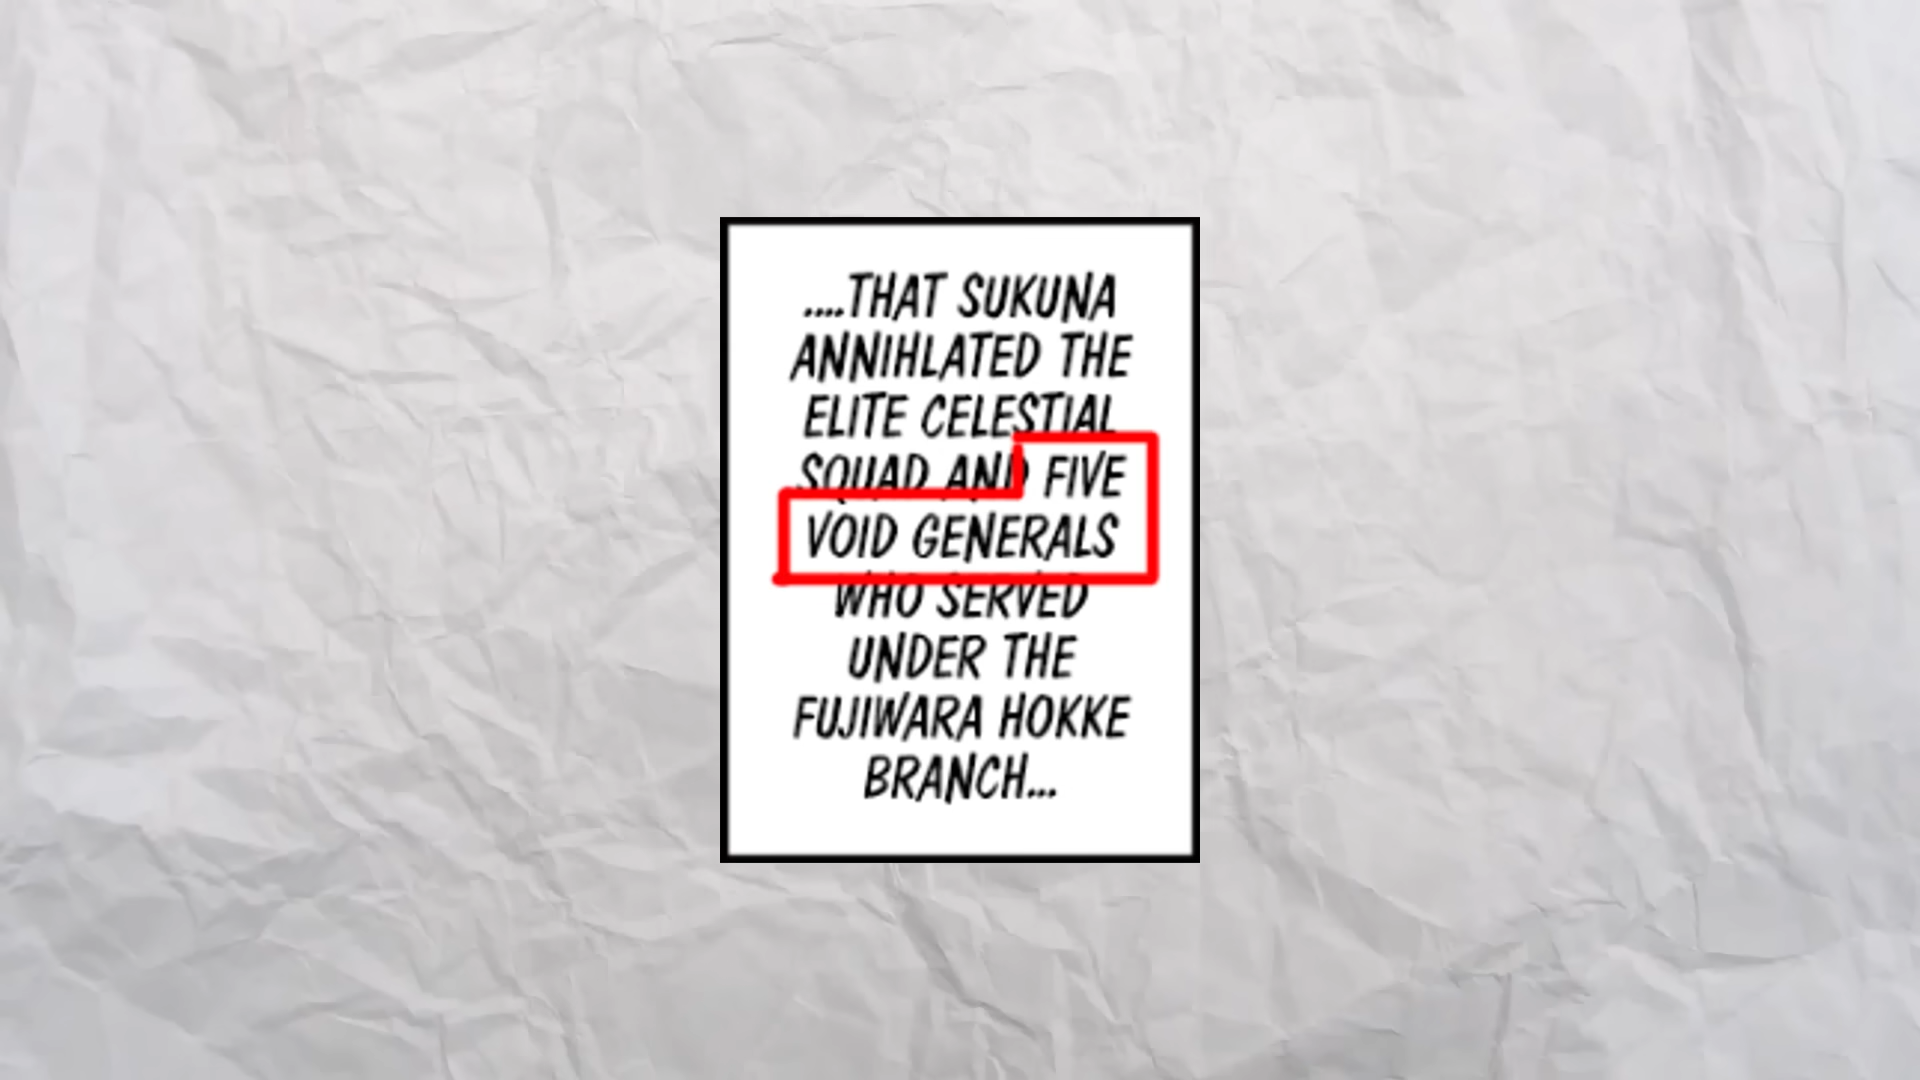 ....THAT SUKUNA
ANNIHLATED THE
ELITE CELESTIAL
SQUAD AND FIVE
VOID GENERALS
WHO SERVED
UNDER THE
FUJIWARA HOKKE
BRANCH...